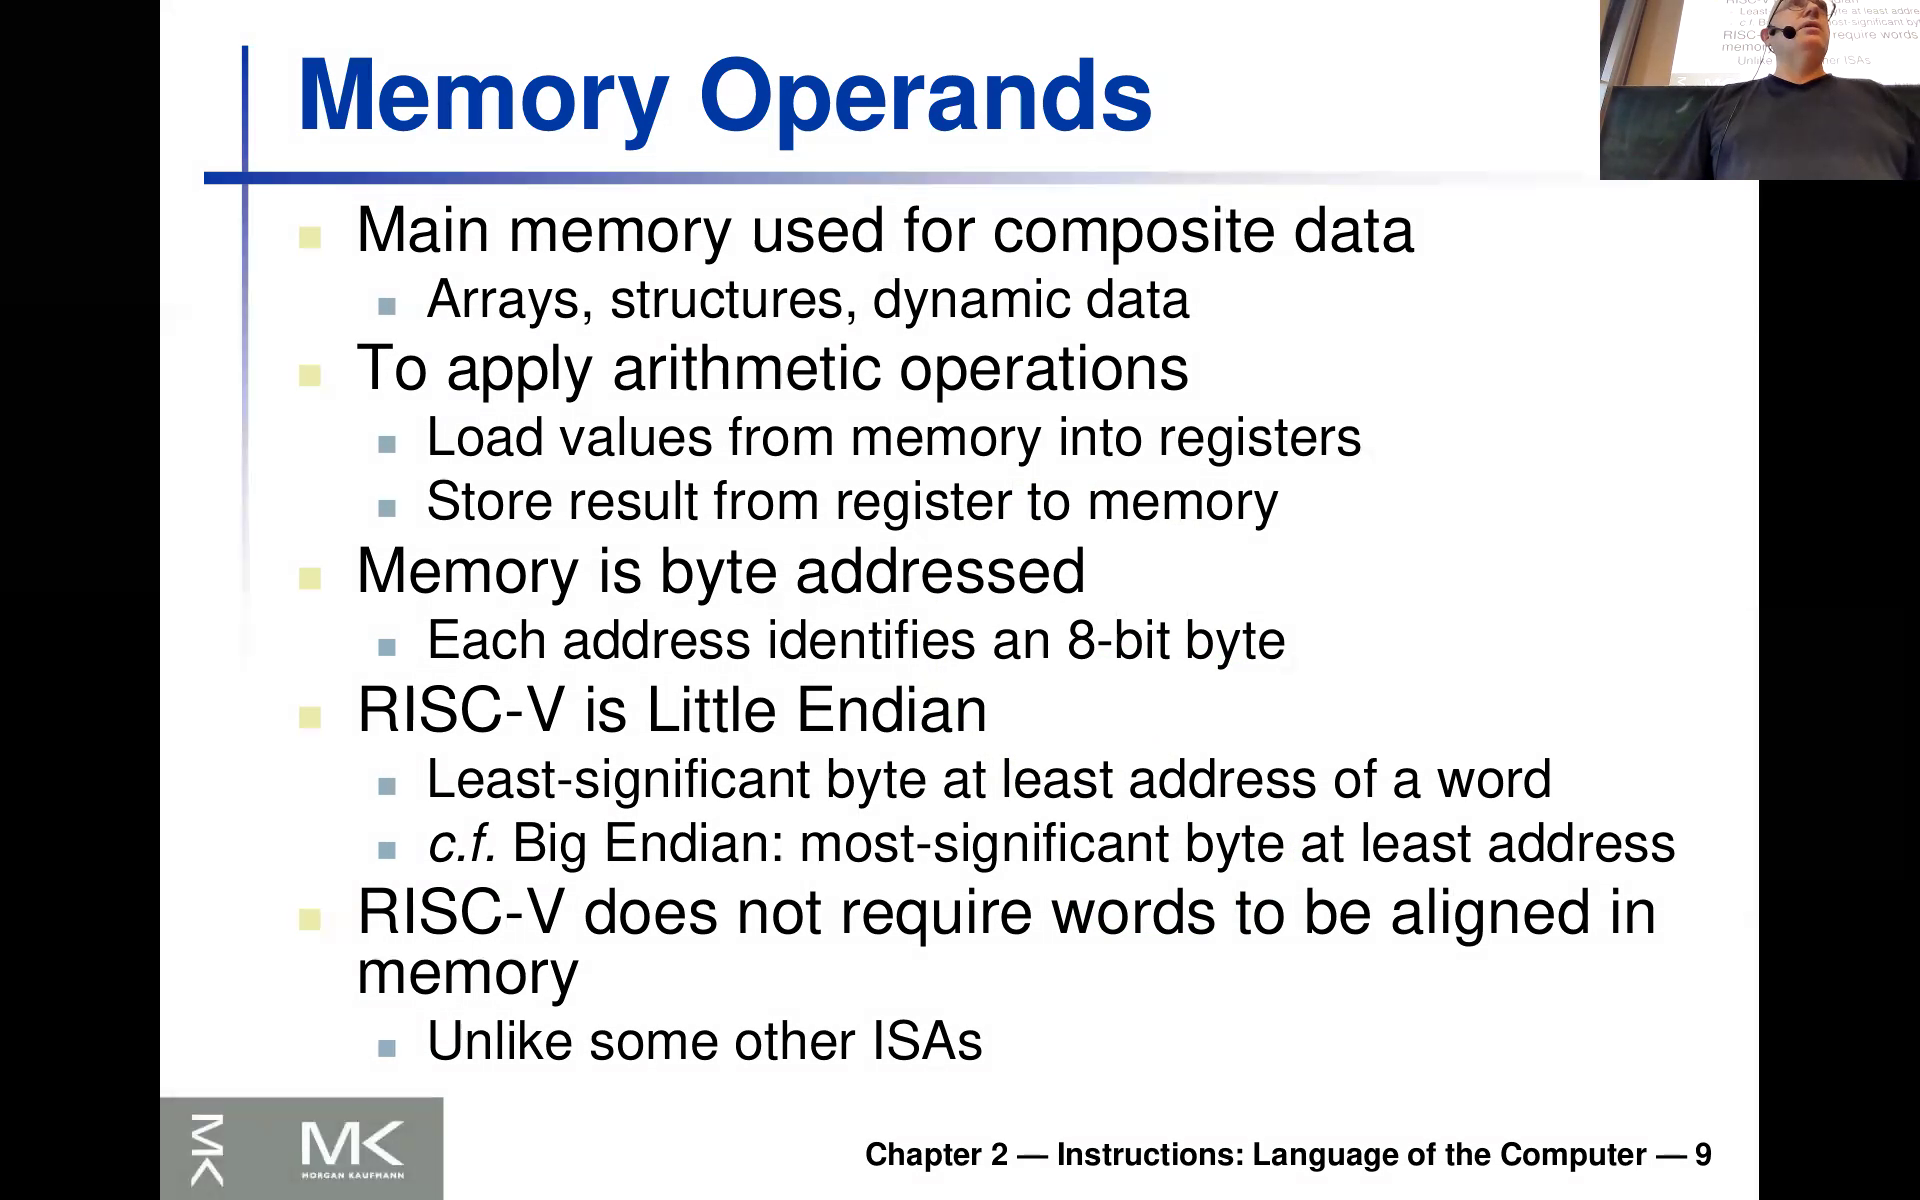 Memory Operands
Main memory used for composite data
Arrays, structures, dynamic data
To apply arithmetic operations
Load values from memory into registers
Store result from register to memory
Memory is byte addressed
Each address identifies an 8-bit byte
RISC-V is Little Endian
Least-significant byte at least address of a word
c.f. Big Endian: most-significant byte at least address
RISC-V does not require words to be aligned in
memory
Unlike some other ISAs
MK
MK
MORGAN KAUFMANN
Chapter 2 — Instructions: Language of the Computer — 9